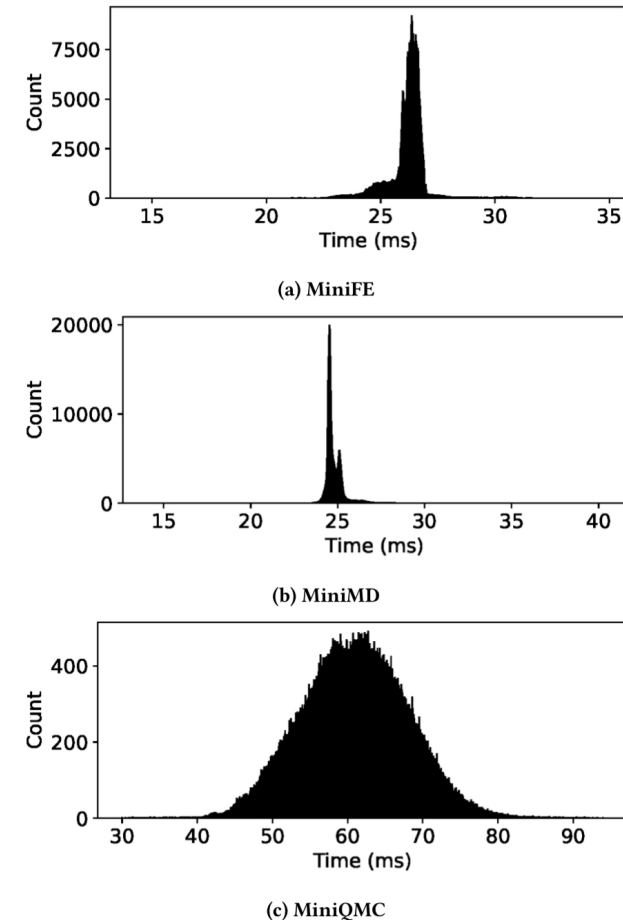 7500
5000
2500
0
Count
15 20 25 30 35
Time (ms)
(a) MiniFE
20000
10000
0
Count
15 20 25 30 35 40
Time (ms)
(b) MiniMD
400
200
0
Count
30 40 50 60 70 80 90
Time (ms)
(c) MiniQMC